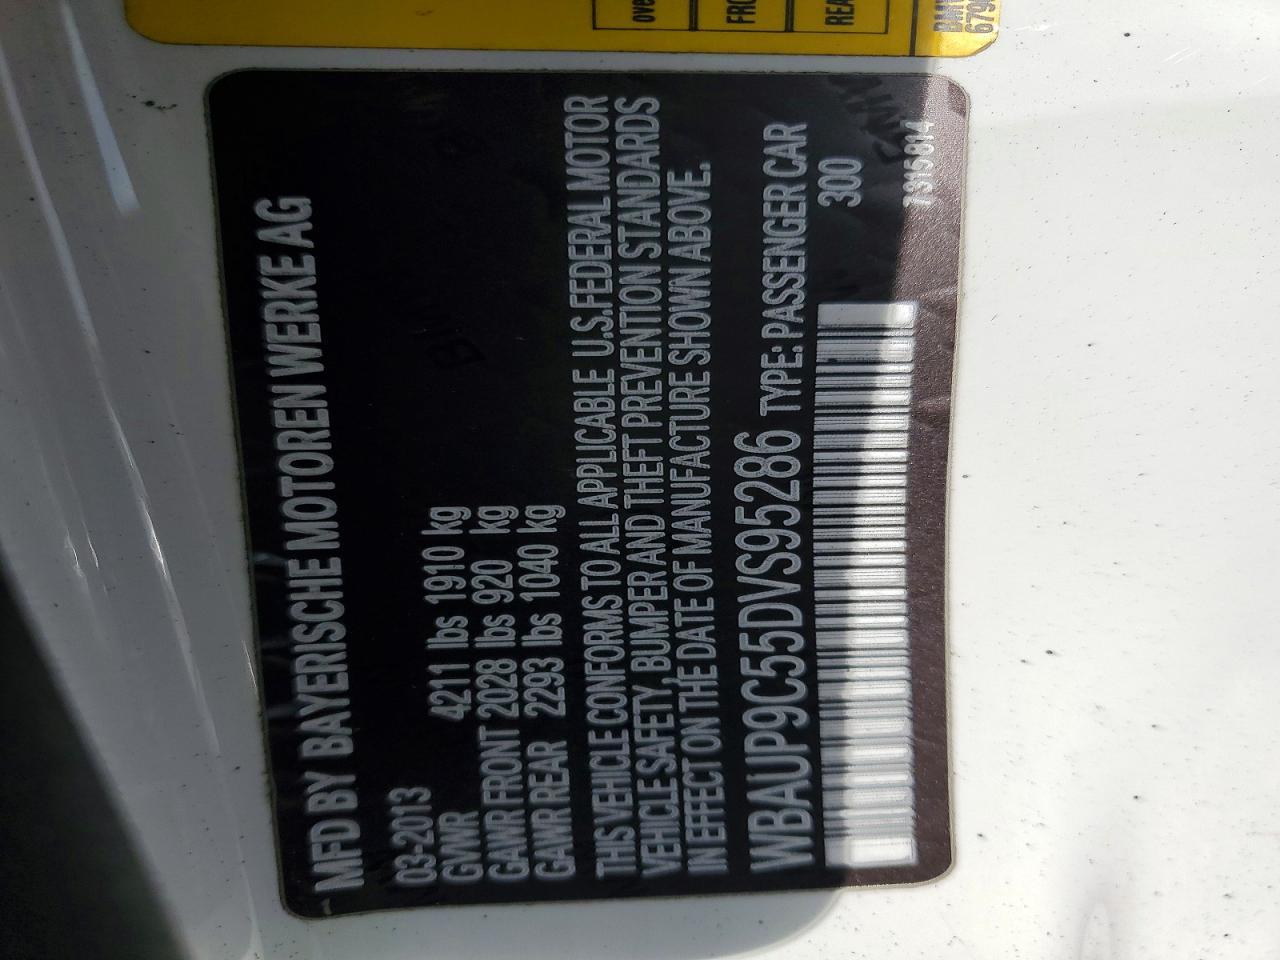 MFD BY BAYERISCHE MOTOREN WERKE AG
03-2013
GVWR 4211 lbs 1910 kg
GAWR FRONT 2028 lbs 920 kg
GAWR REAR 2293 lbs 1040 kg
THIS VEHICLE CONFORMS TO ALL APPLICABLE U.S.FEDERAL MOTOR
VEHICLE SAFETY, BUMPER AND THEFT PREVENTION STANDARDS
IN EFFECT ON THE DATE OF MANUFACTURE SHOWN ABOVE.
WBAUP9C55DVS95286 TYPE: PASSENGER CAR
300
7315814